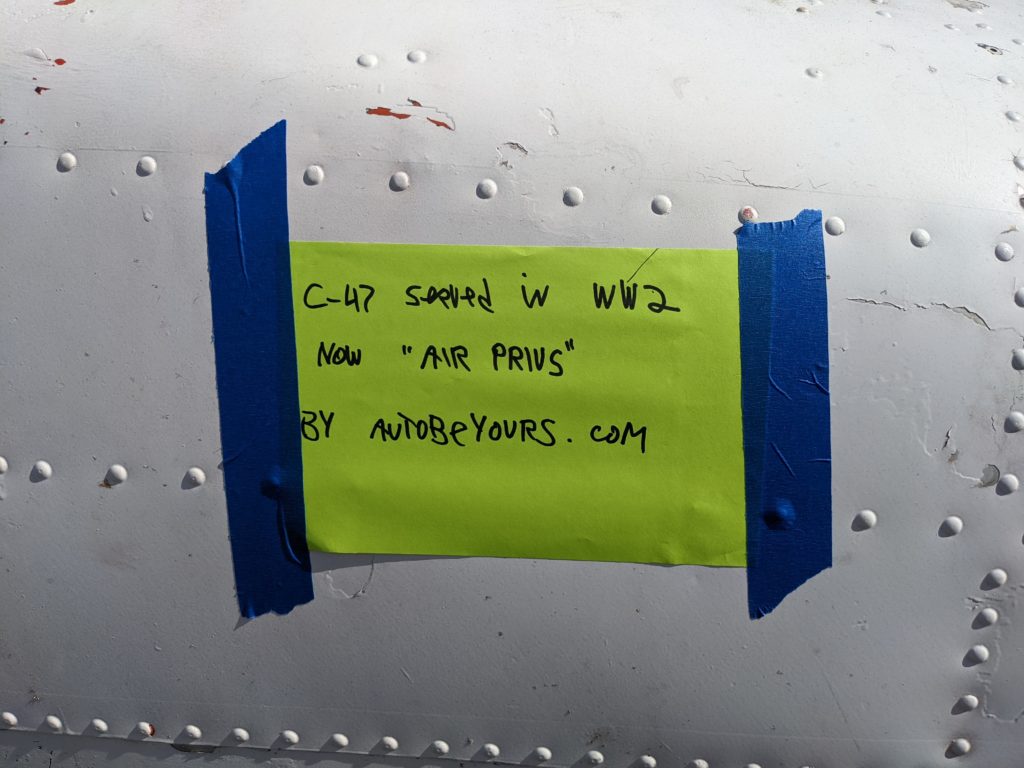 C-47 served in WW2
NOW "AIR PRIUS"
BY AUTOBeYOURS.COM